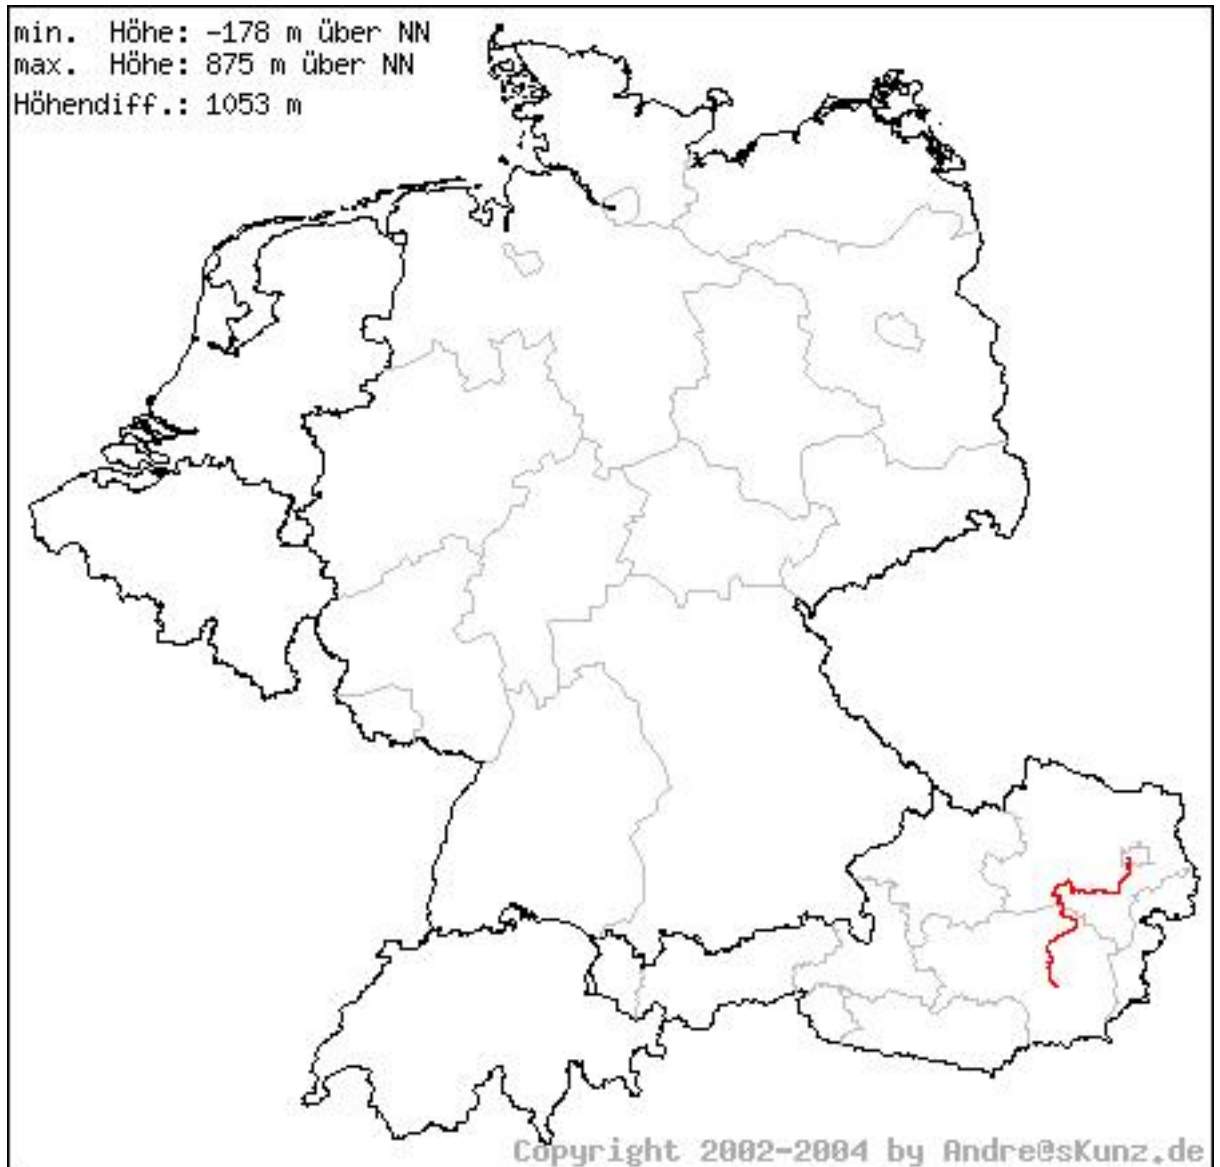 min. Höhe: -178 m über NN
max. Höhe: 875 m über NN
Höhendiff.: 1053 m
Copyright 2002-2004 by Andre@sKunz.de